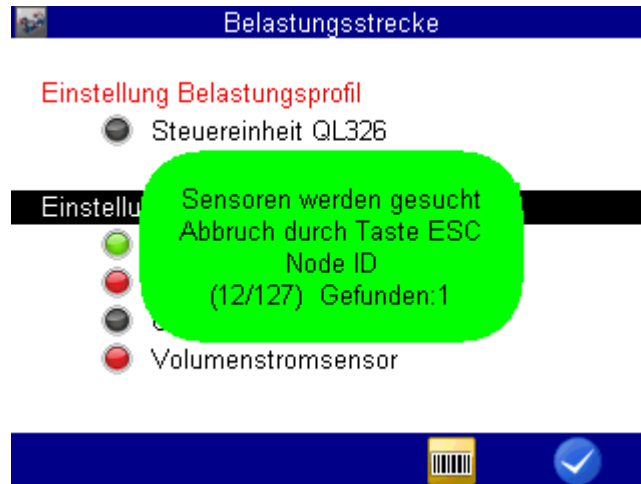 Belastungsstrecke
Einstellung Belastungsprofil
Steuereinheit QL326
Einstellu
Sensoren werden gesucht
Abbruch durch Taste ESC
Node ID
(12/127) Gefunden:1
Volumenstromsensor